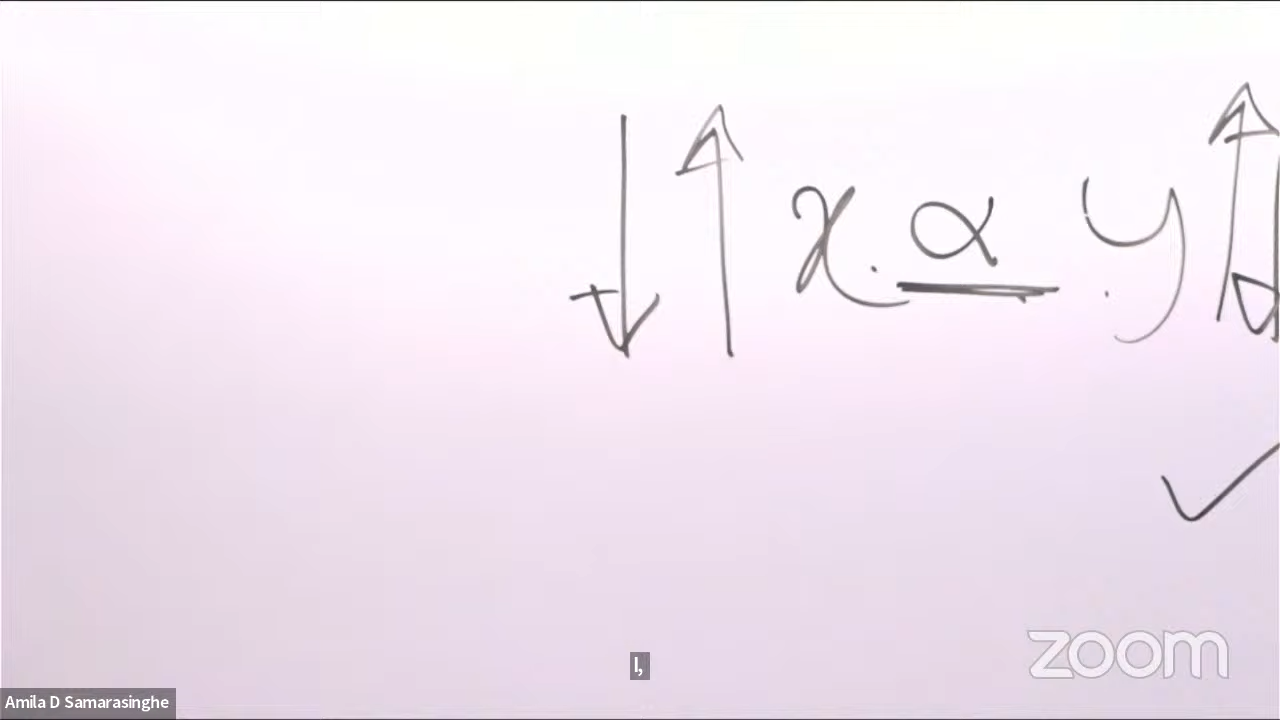 ↓ ↑ x α y ↑ ↓
✓
I,
zoom
Amila D Samarasinghe